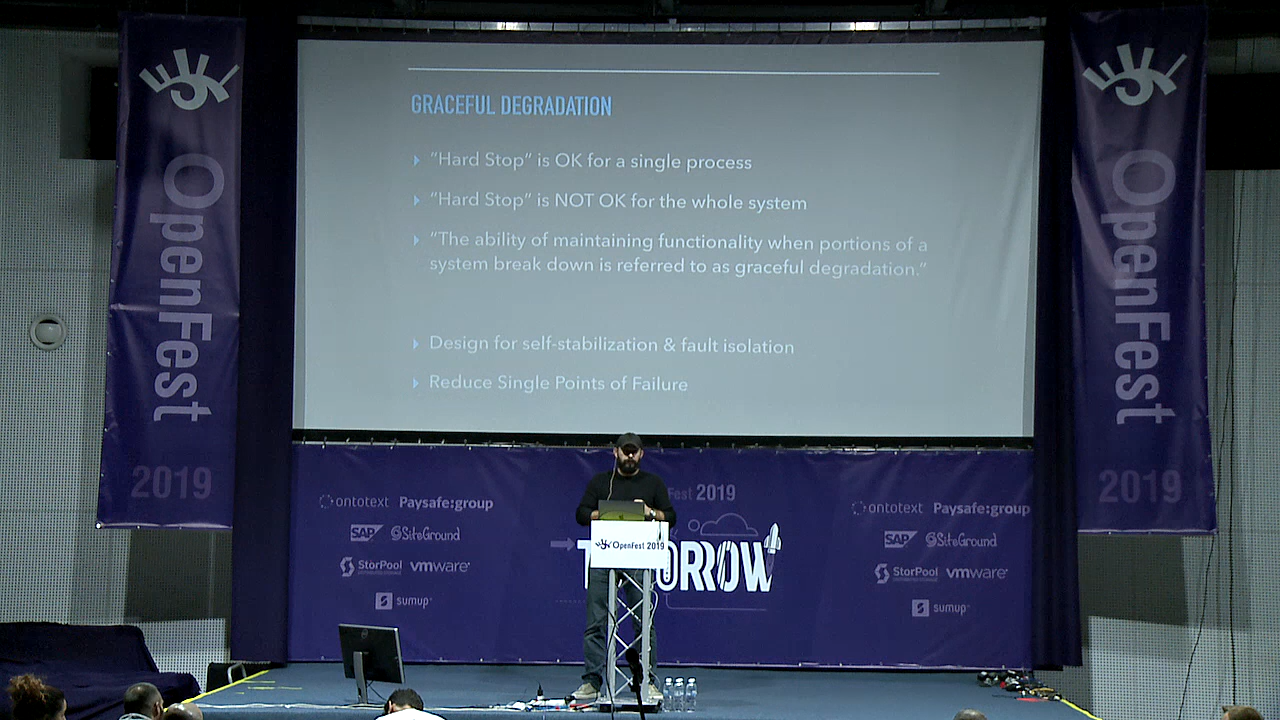 GRACEFUL DEGRADATION
"Hard Stop" is OK for a single process
"Hard Stop" is NOT OK for the whole system
"The ability of maintaining functionality when portions of a
system break down is referred to as graceful degradation."
Design for self-stabilization & fault isolation
Reduce Single Points of Failure
OpenFest
2019
OpenFest
2019
ontotext Paysafe:group
SAP SiteGround
StorPool vmware
sumup
Fest 2019
ORROW
OpenFest 2019
ontotext Paysafe:group
SAP SiteGround
StorPool vmware
sumup